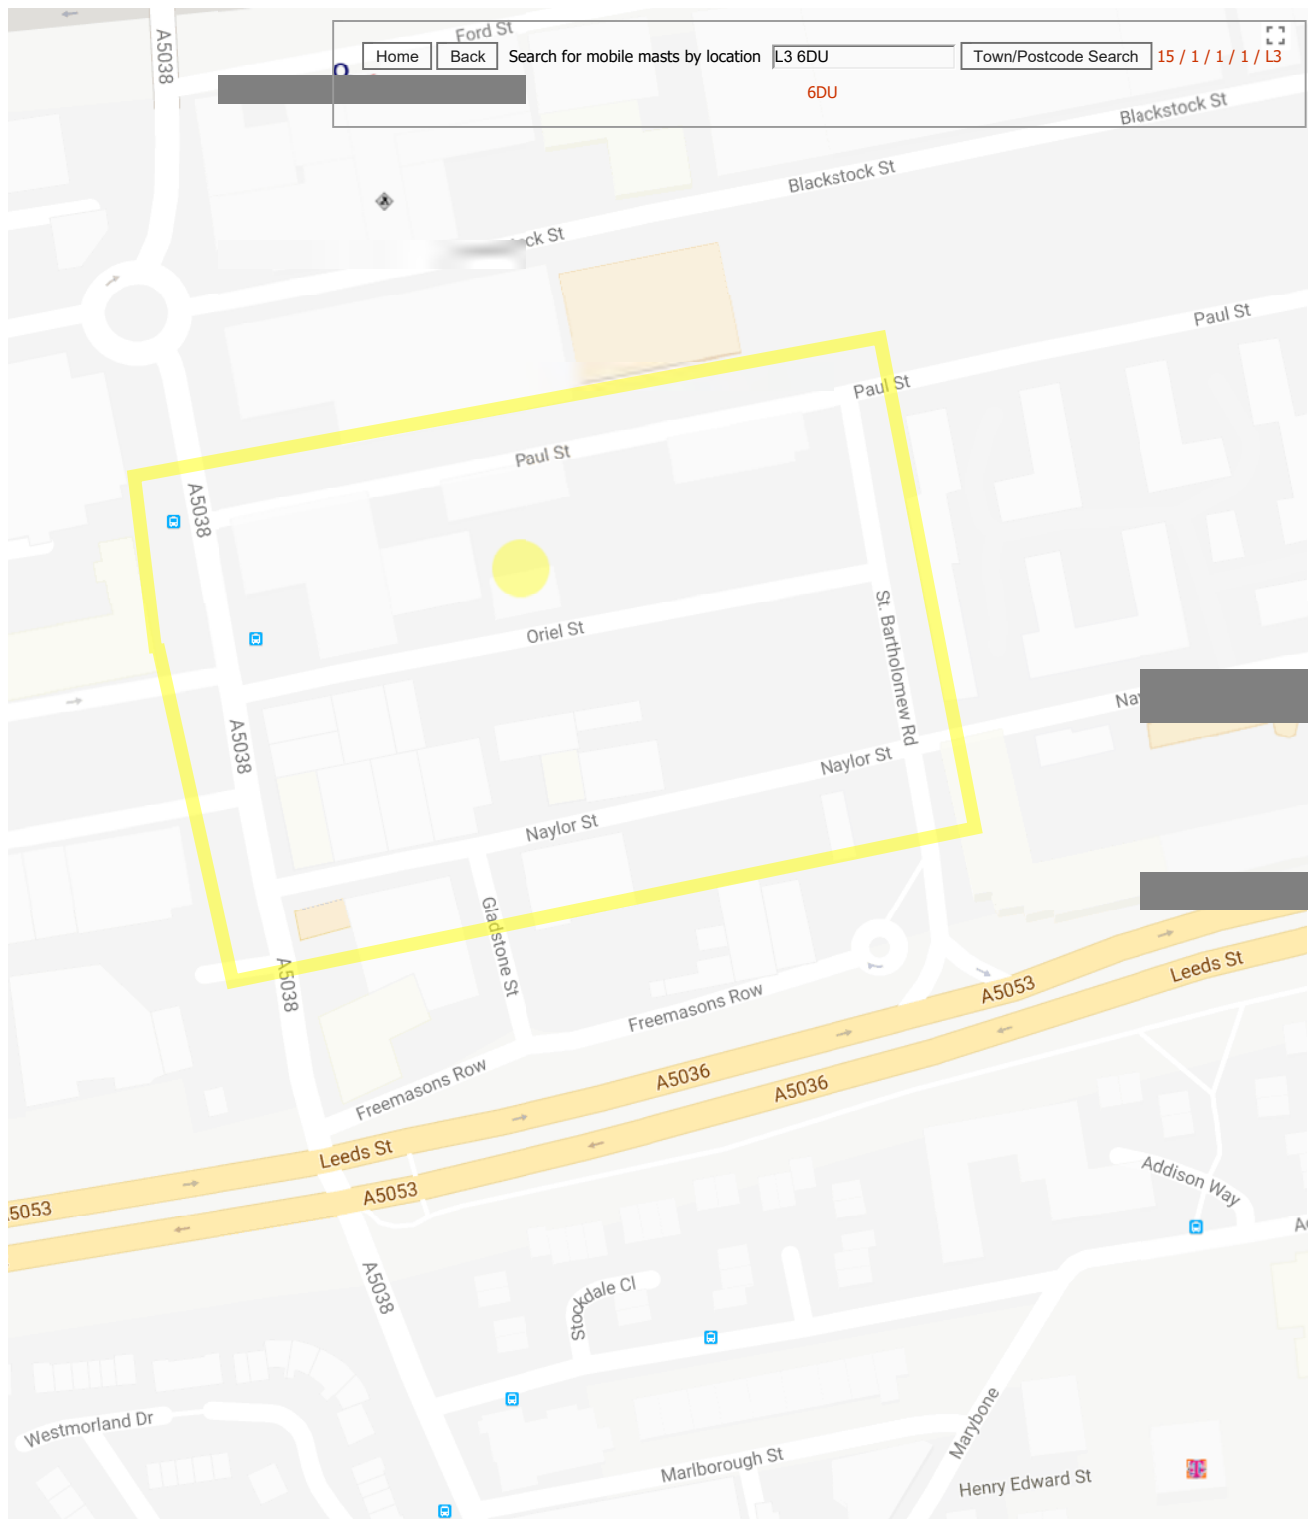 A5038
Ford St
Home
Back
Search for mobile masts by location
L3 6DU
Town/Postcode Search
15 / 1 / 1 / 1 / L3
6DU
Blackstock St
Blackstock St
ck St
Paul St
Paul St
Paul St
A5038
Oriel St
St. Bartholomew Rd
Nay
A5038
Naylor St
Naylor St
Gladstone St
A5038
Leeds St
A5053
Freemasons Row
A5036
A5036
Freemasons Row
Leeds St
Addison Way
A5053
5053
A5038
Stockdale Cl
Marybone
Westmorland Dr
Marlborough St
Henry Edward St